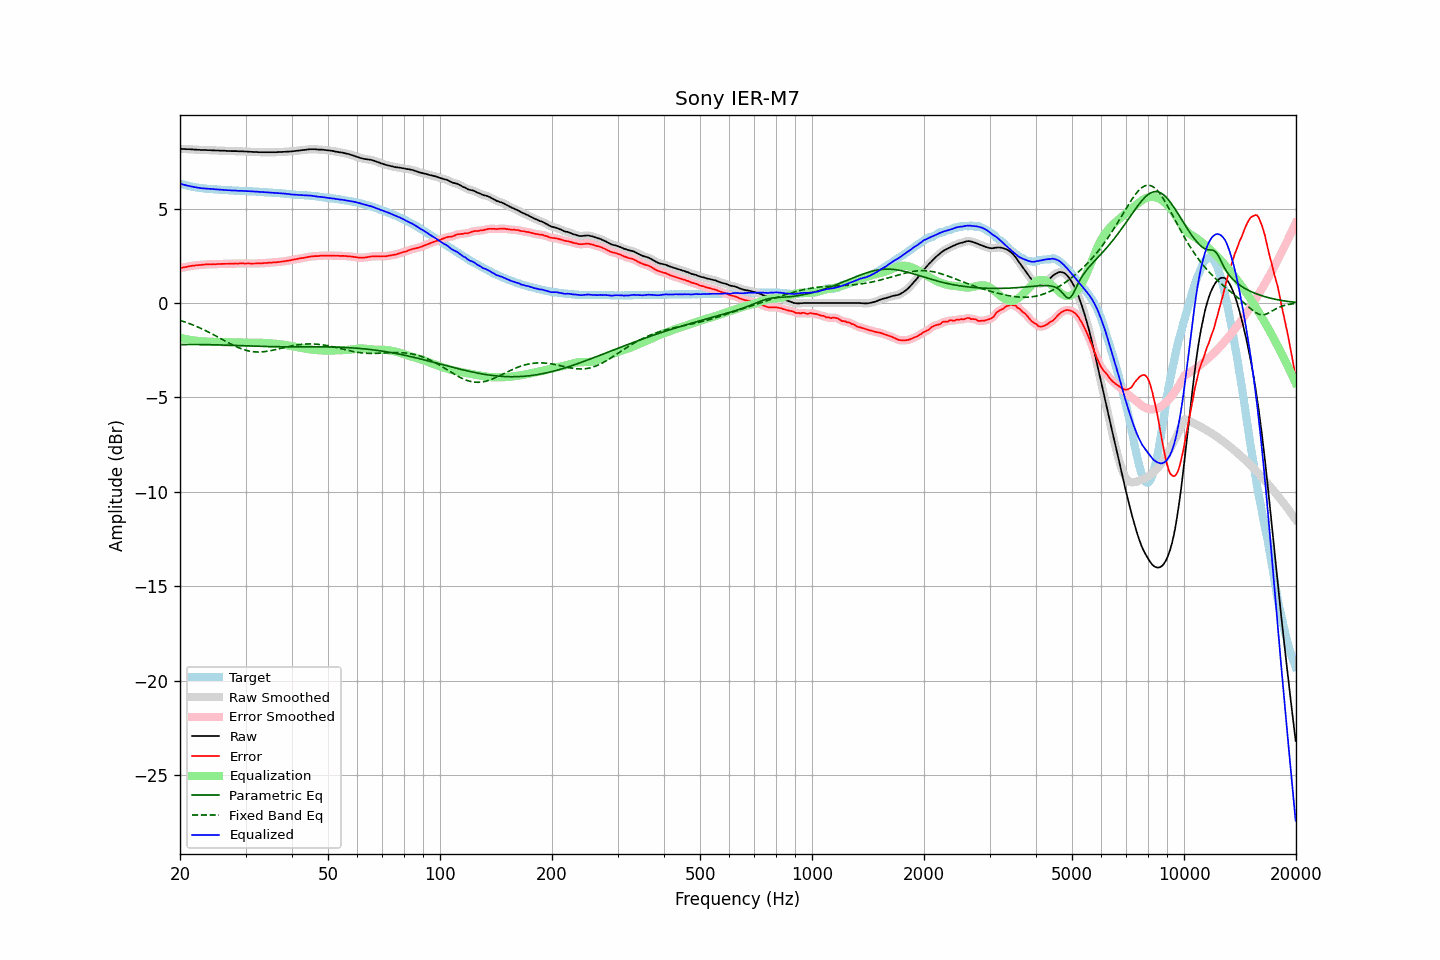 Sony IER-M7
Amplitude (dBr)
5
0
−5
−10
−15
−20
−25
Target
Raw Smoothed
Error Smoothed
Raw
Error
Equalization
Parametric Eq
Fixed Band Eq
Equalized
20 50 100 200 500 1000 2000 5000 10000 20000
Frequency (Hz)